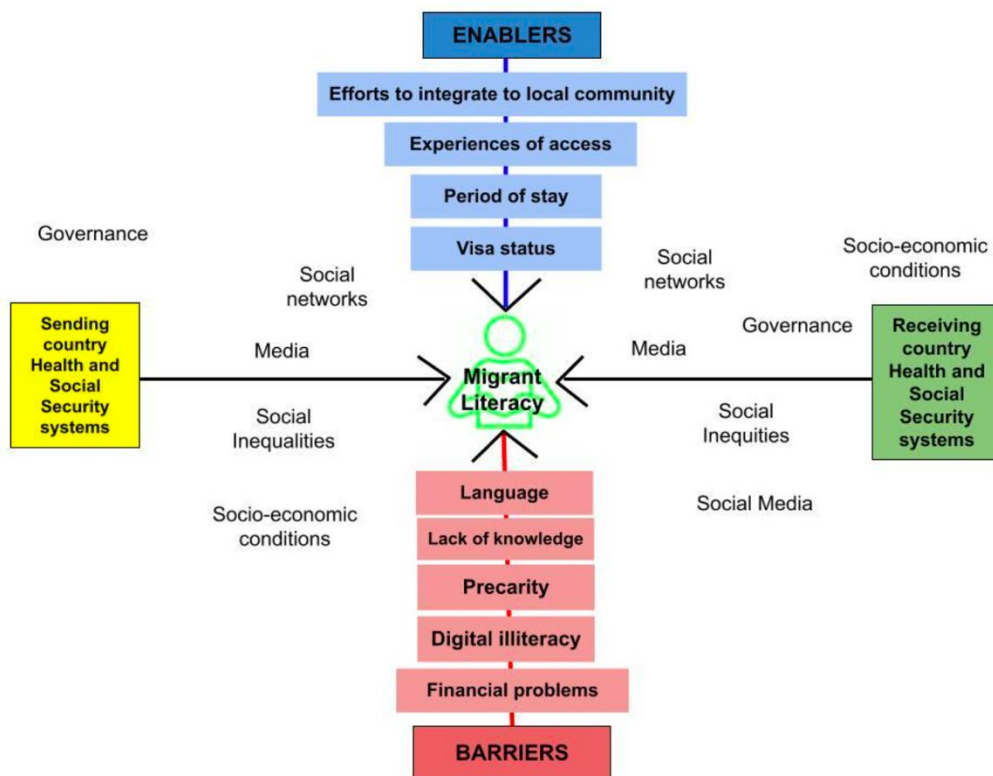 ENABLERS
Efforts to integrate to local community
Experiences of access
Period of stay
Visa status
Governance
Social
networks
Media
Social
Inequalities
Socio-economic
conditions
Sending
country
Health and
Social
Security
systems
Migrant
Literacy
Social
networks
Socio-economic
conditions
Governance
Media
Social
Inequities
Social Media
Receiving
country
Health and
Social
Security
systems
Language
Lack of knowledge
Precarity
Digital illiteracy
Financial problems
BARRIERS